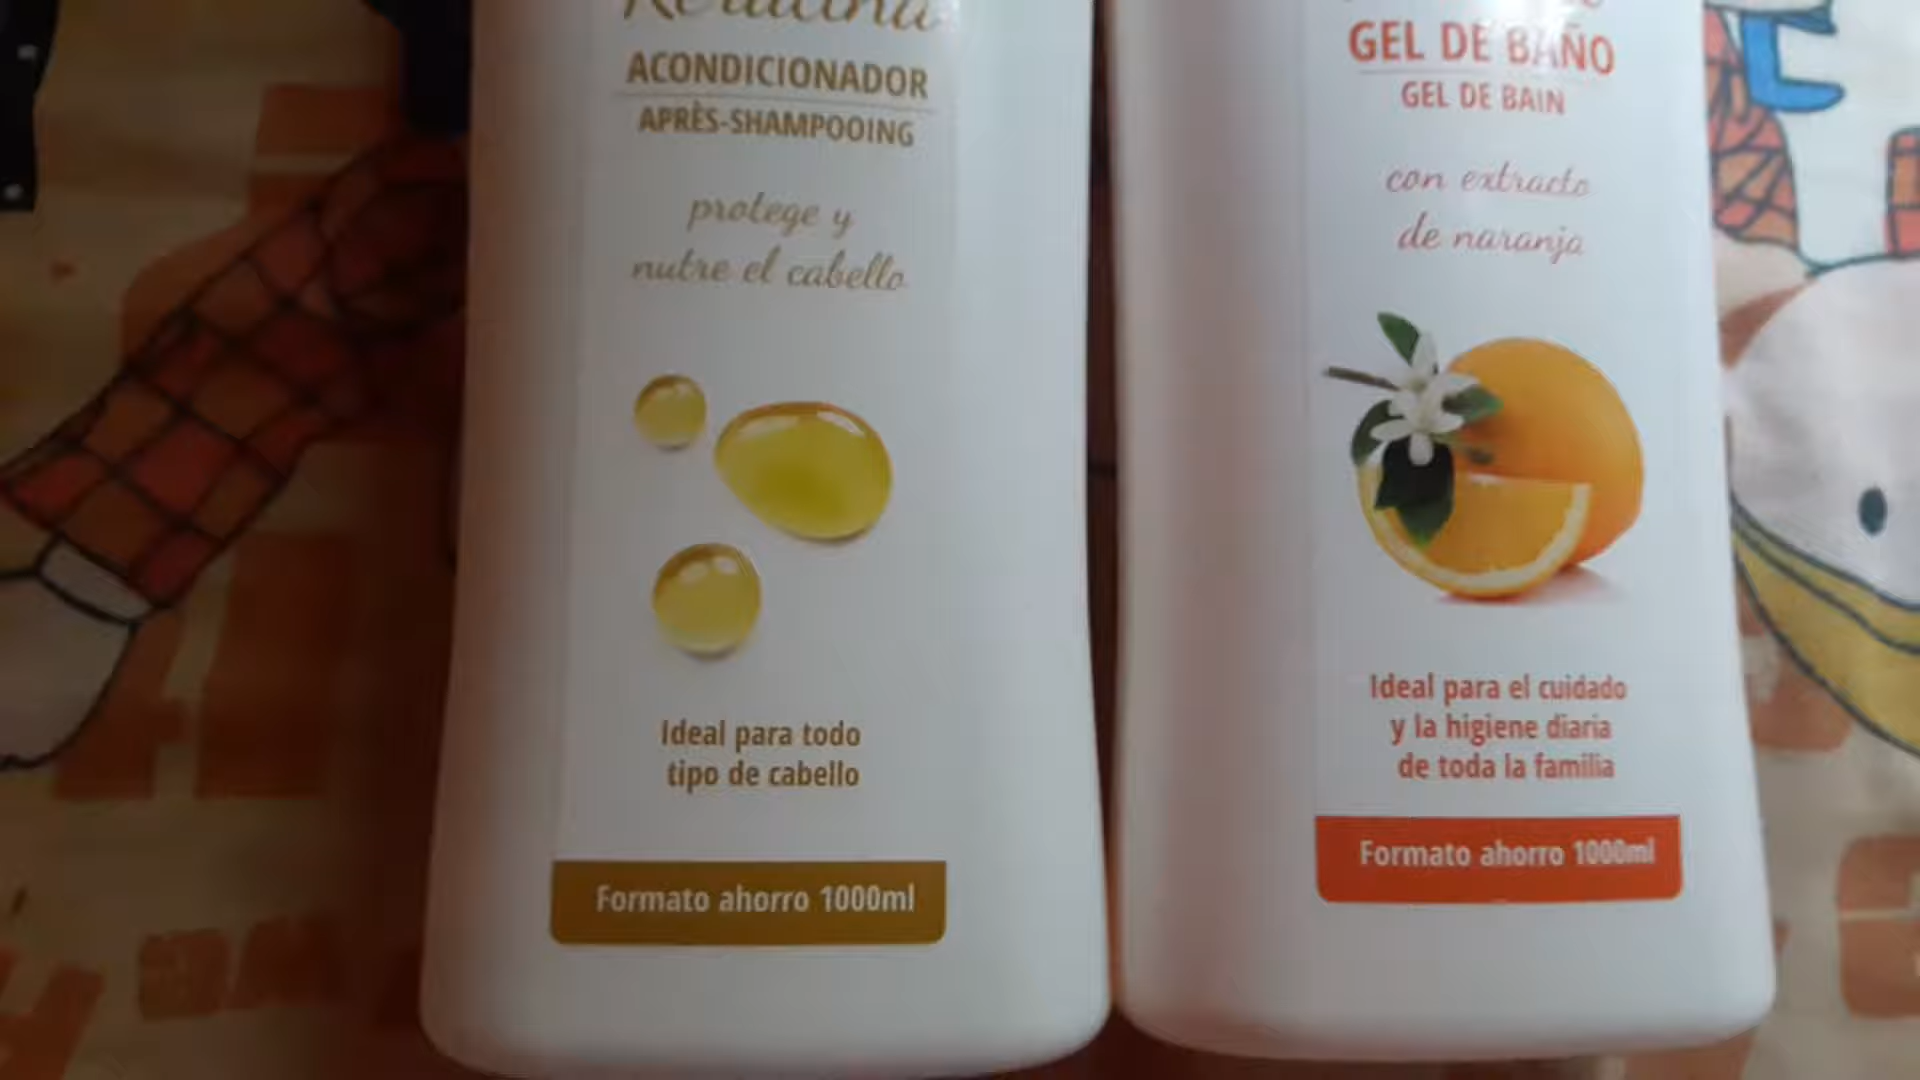 Keratina
ACONDICIONADOR
APRÈS-SHAMPOOING
protege y
nutre el cabello
Ideal para todo
tipo de cabello
Formato ahorro 1000ml
GEL DE BAÑO
GEL DE BAIN
con extracto
de naranja
Ideal para el cuidado
y la higiene diaria
de toda la familia
Formato ahorro 1000ml